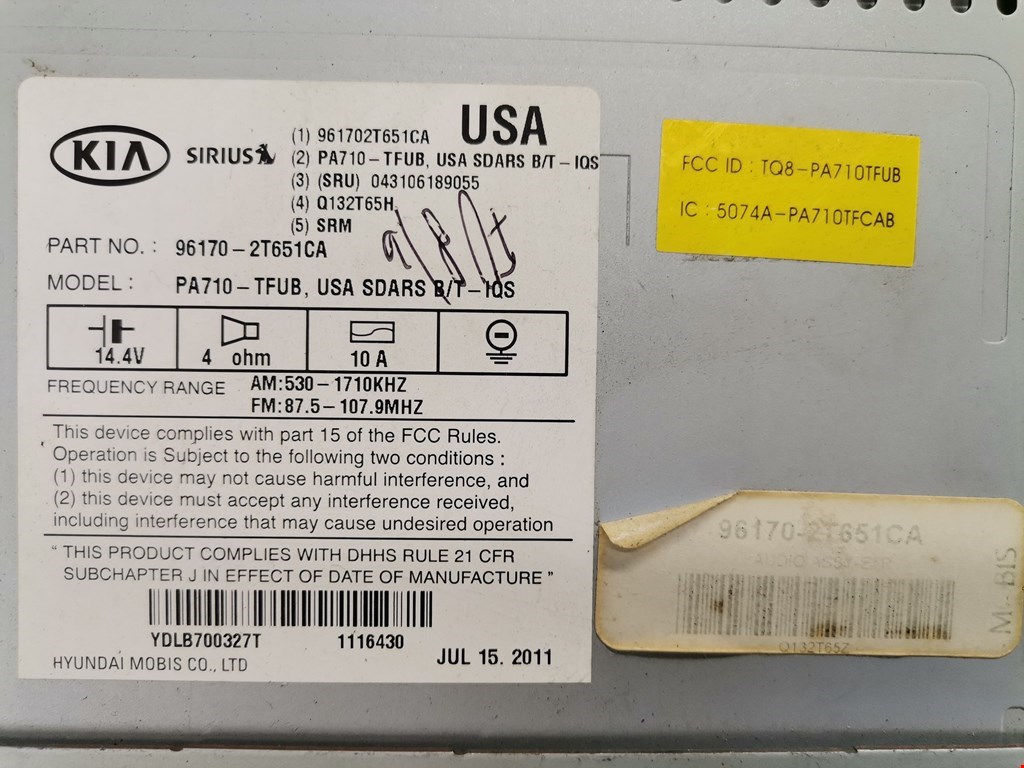 KIA SIRIUS
USA
(1) 961702T651CA
(2) PA710-TFUB, USA SDARS B/T-IQS
(3) (SRU) 043106189055
(4) Q132T65H
(5) SRM
PART NO. : 96170-2T651CA
MODEL : PA710-TFUB, USA SDARS B/T-IQS
14.4V 4 ohm 10 A
FREQUENCY RANGE AM:530-1710KHZ
FM:87.5-107.9MHZ
This device complies with part 15 of the FCC Rules.
Operation is Subject to the following two conditions :
(1) this device may not cause harmful interference, and
(2) this device must accept any interference received,
including interference that may cause undesired operation
“ THIS PRODUCT COMPLIES WITH DHHS RULE 21 CFR
SUBCHAPTER J IN EFFECT OF DATE OF MANUFACTURE ”
YDLB700327T 1116430
HYUNDAI MOBIS CO., LTD JUL 15. 2011
FCC ID : TQ8-PA710TFUB
IC : 5074A-PA710TFCAB
96170-2T651CA
AUDIO ASSY-ETR
Q132T65Z